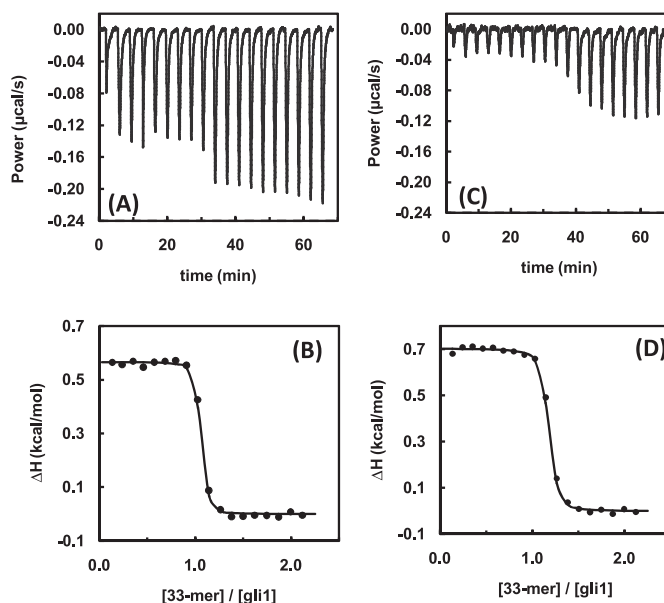 0.00
-0.04
-0.08
-0.12
-0.16
-0.20
-0.24
Power (µcal/s)
(A)
0 20 40 60
time (min)
0.00
-0.04
-0.08
-0.12
-0.16
-0.20
-0.24
Power (µcal/s)
(C)
0 20 40 60
time (min)
0.7
0.5
0.3
0.1
-0.1
ΔH (kcal/mol)
(B)
0.0 1.0 2.0
[33-mer] / [gli1]
0.7
0.5
0.3
0.1
-0.1
ΔH (kcal/mol)
(D)
0.0 1.0 2.0
[33-mer] / [gli1]